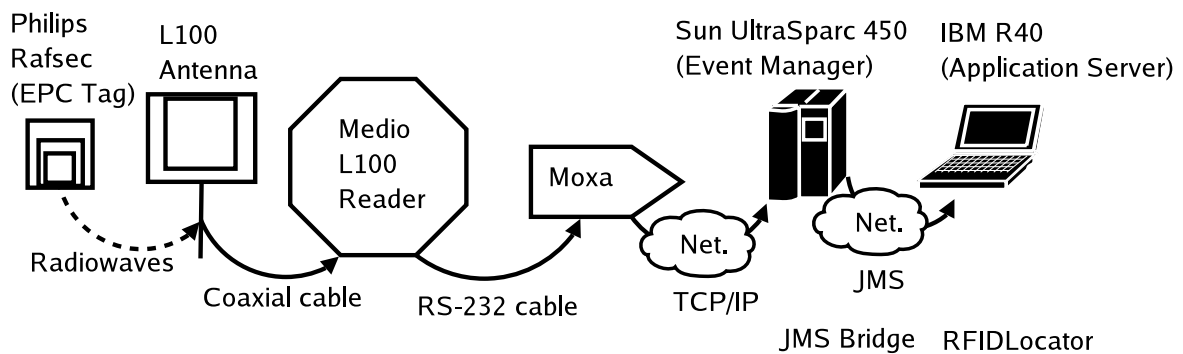 Philips
Rafsec
(EPC Tag)
L100
Antenna
Medio
L100
Reader
Moxa
Sun UltraSparc 450
(Event Manager)
IBM R40
(Application Server)
Net.
Net.
Radiowaves
Coaxial cable
RS-232 cable
TCP/IP
JMS
JMS Bridge
RFIDLocator